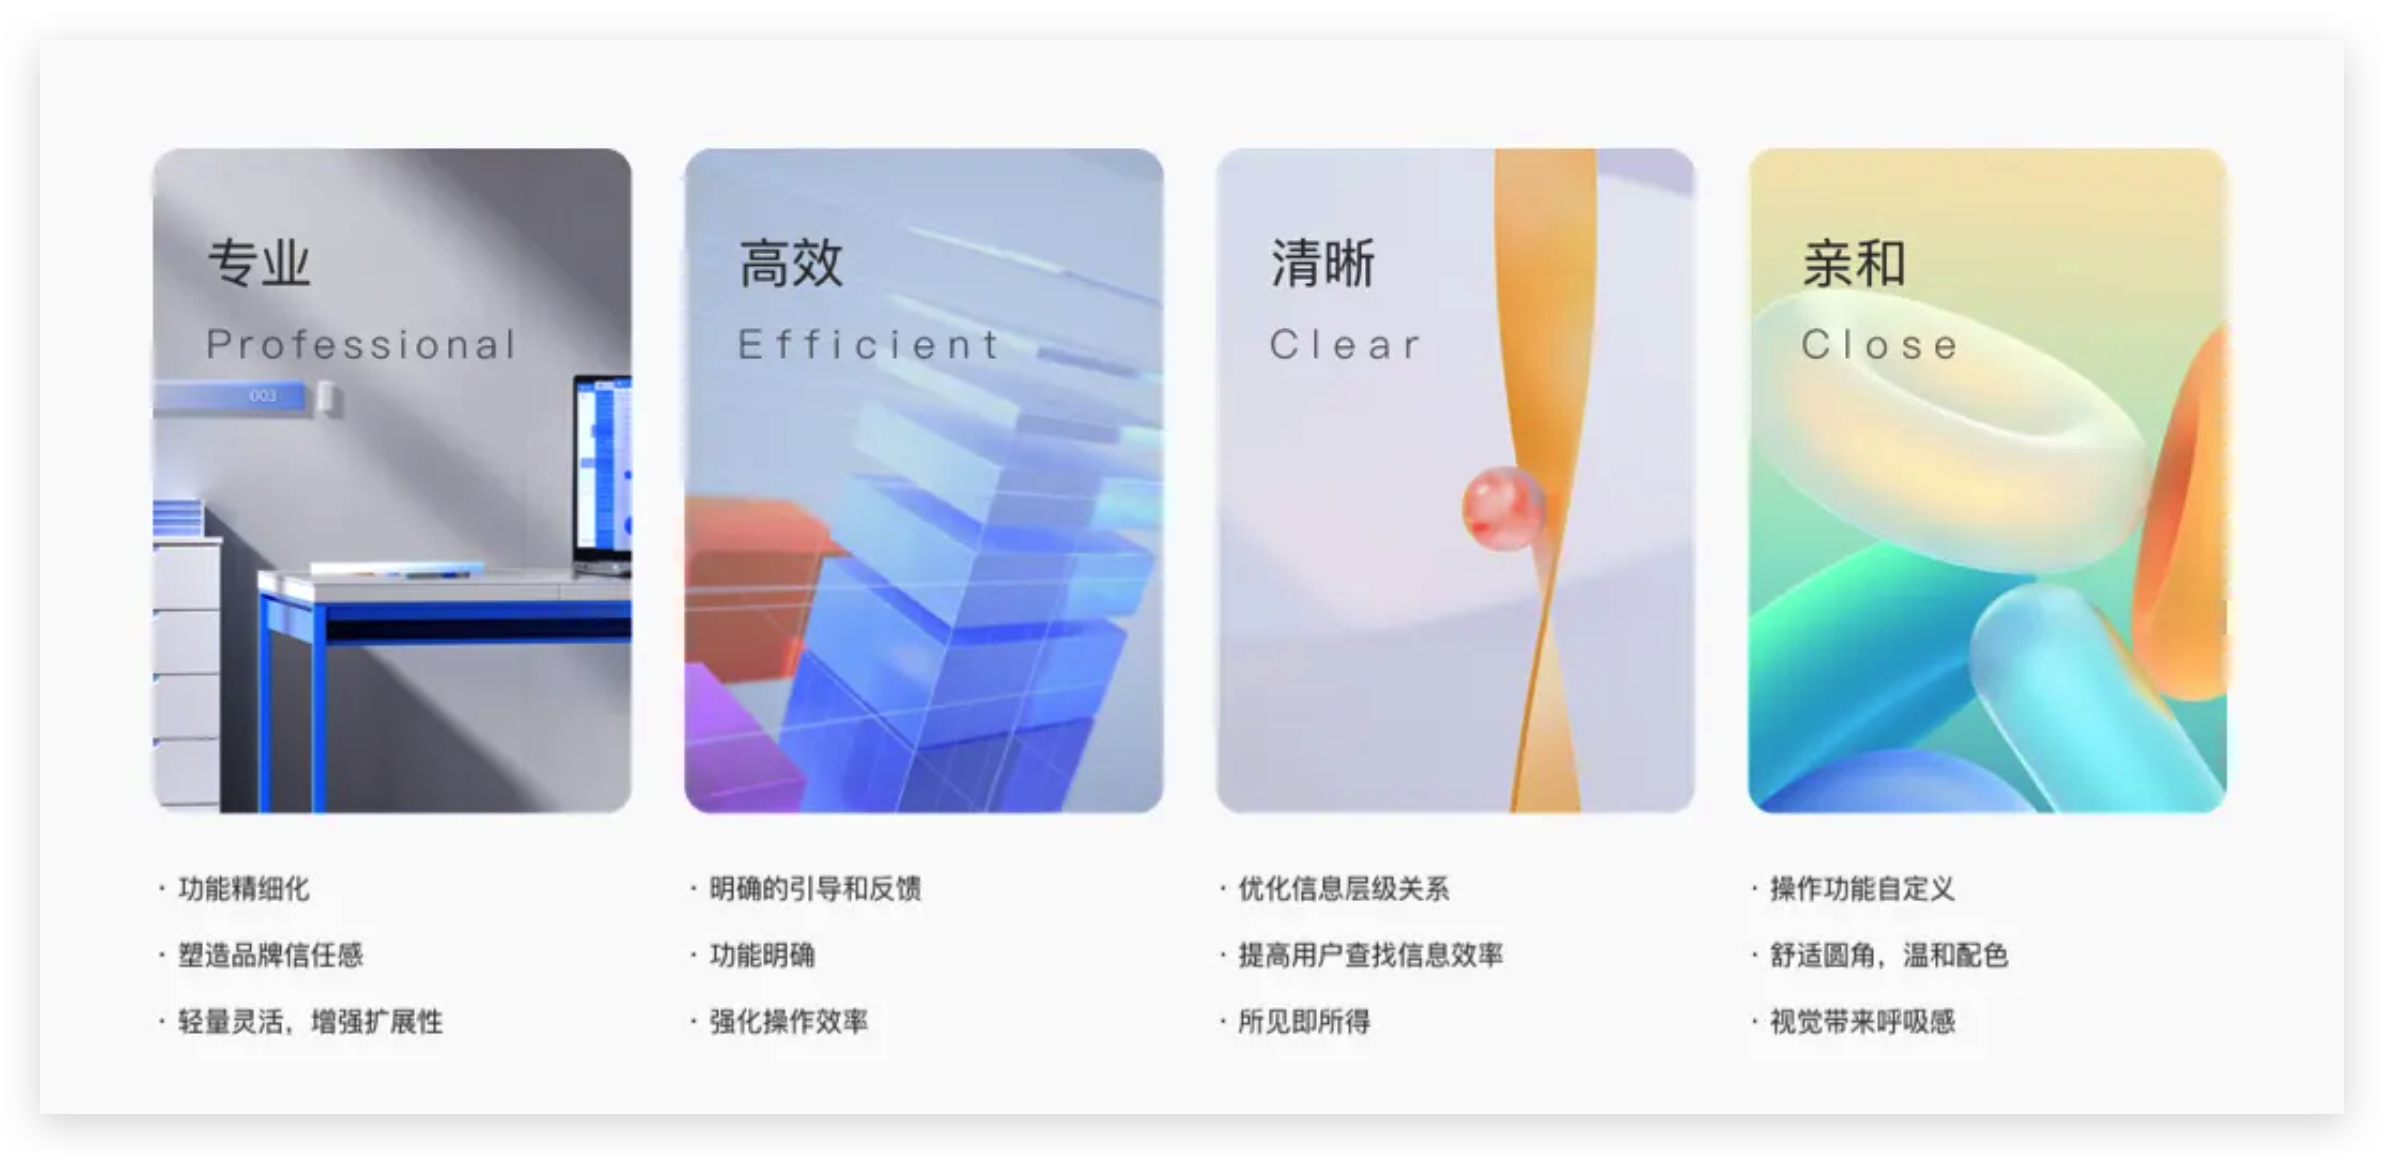 专业
Professional
003
高效
Efficient
清晰
Clear
亲和
Close
· 功能精细化
· 塑造品牌信任感
· 轻量灵活，增强扩展性
· 明确的引导和反馈
· 功能明确
· 强化操作效率
· 优化信息层级关系
· 提高用户查找信息效率
· 所见即所得
· 操作功能自定义
· 舒适圆角，温和配色
· 视觉带来呼吸感